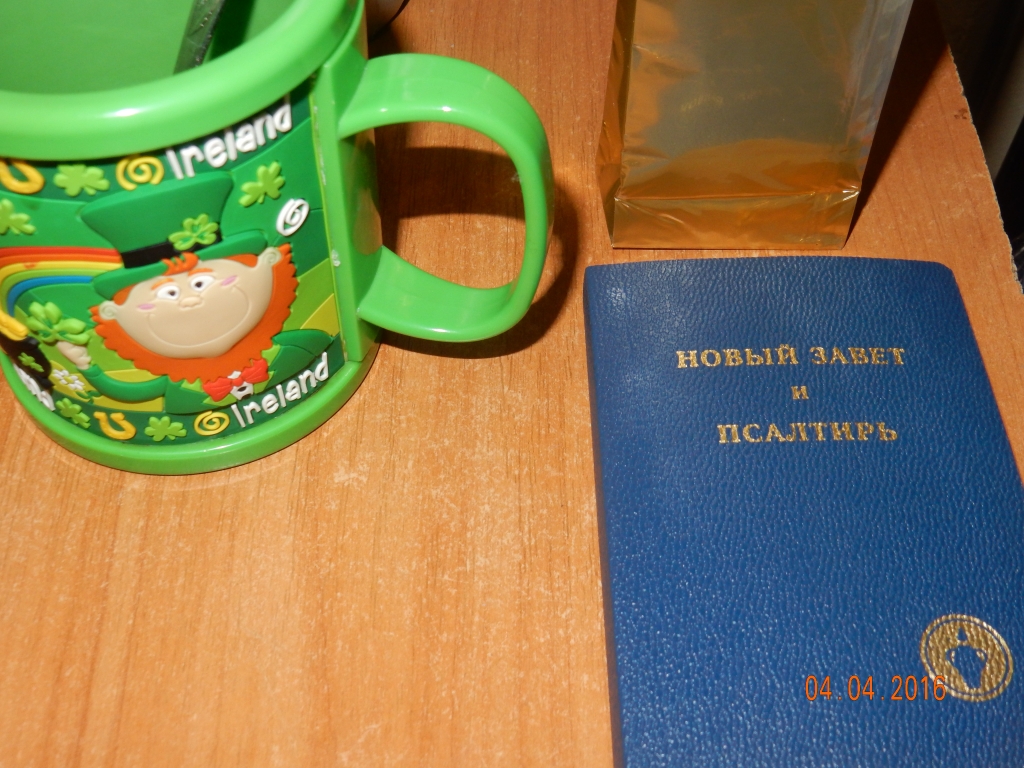 Ireland
Ireland
НОВЫЙ ЗАВЕТ
и
ПСАЛТИРЬ
04.04.2016